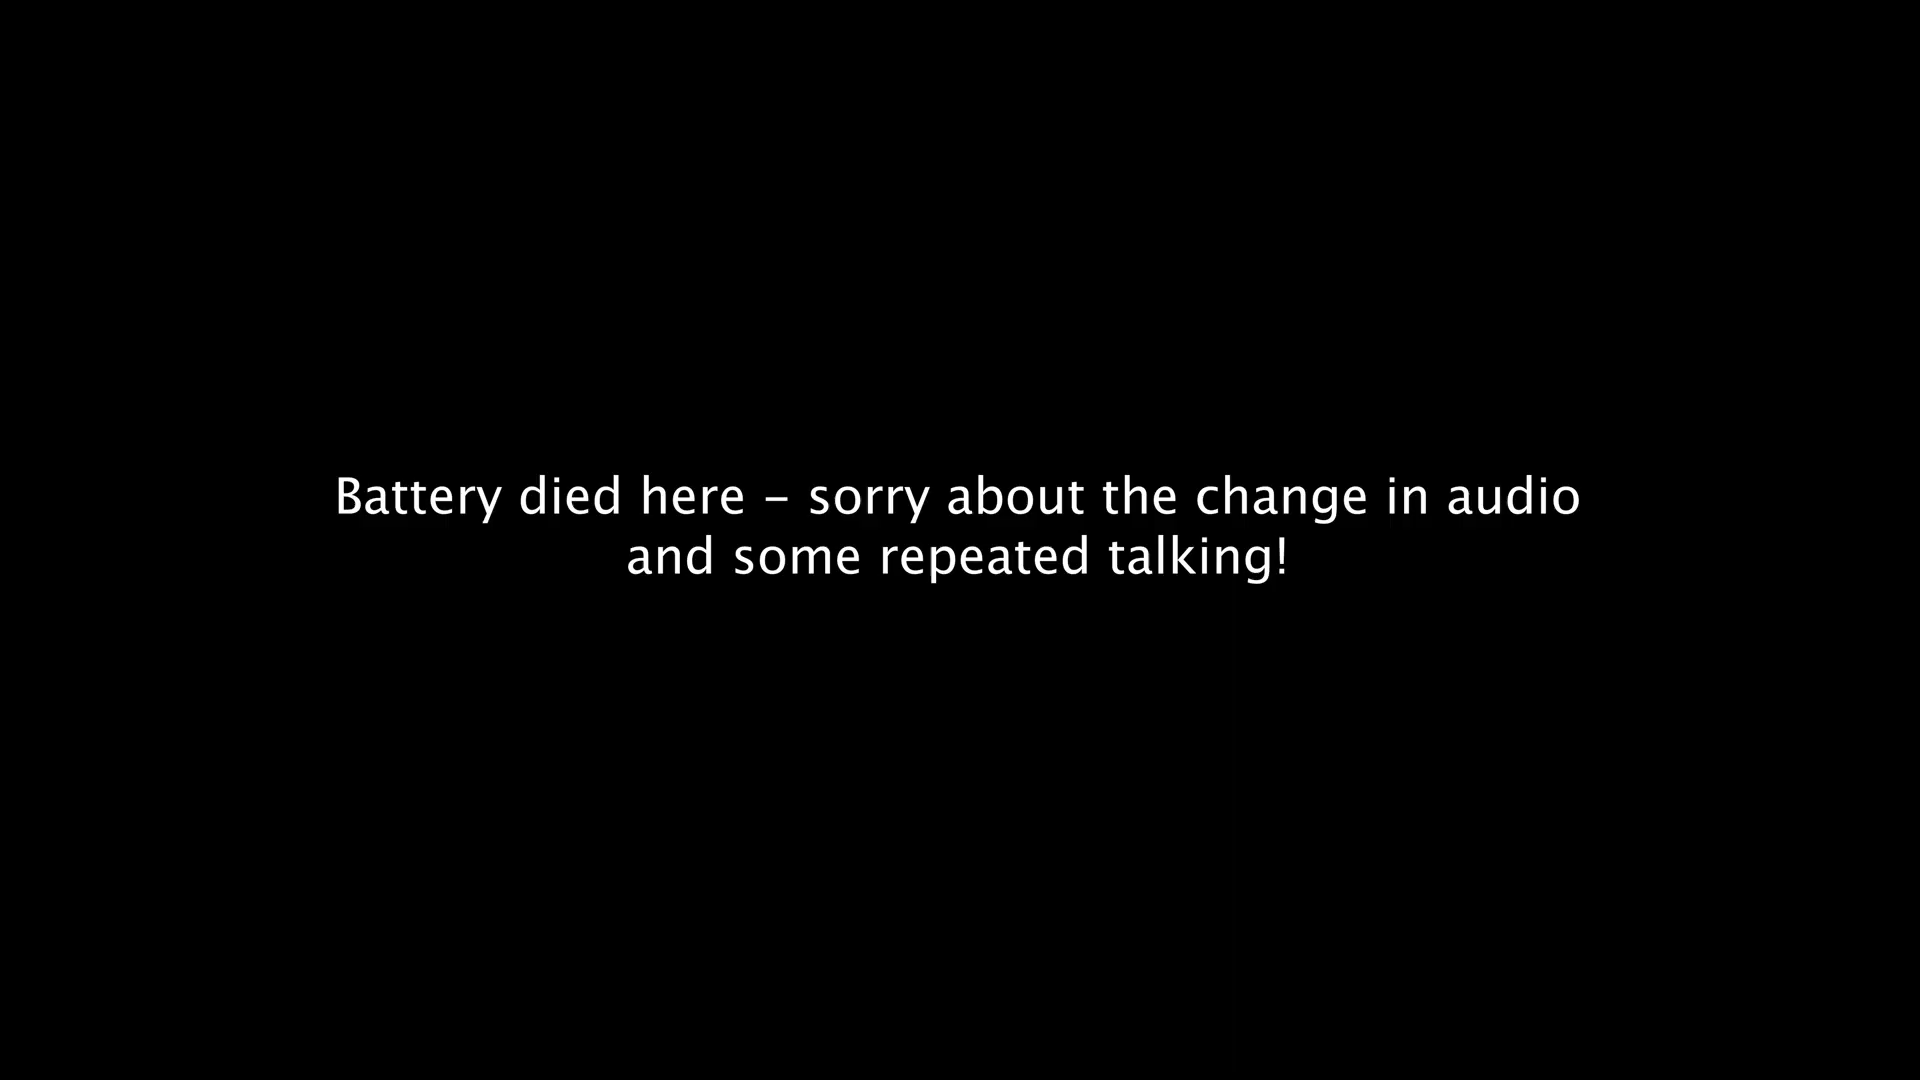 Battery died here – sorry about the change in audio
and some repeated talking!